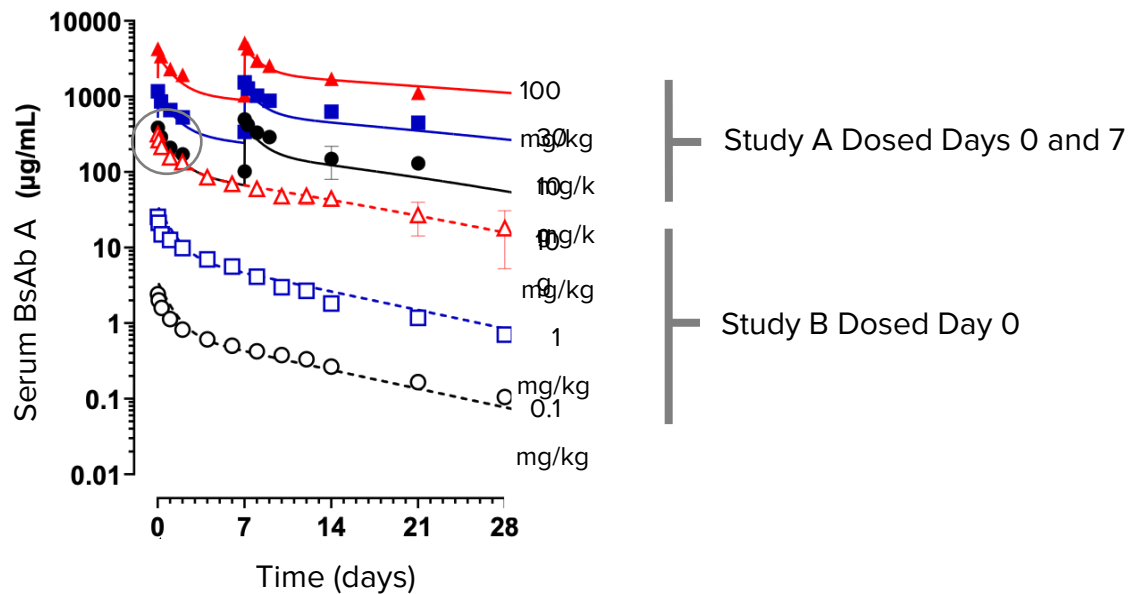 10000
1000
100
10
1
0.1
0.01
Serum BsAb A (µg/mL)
0
7
14
21
28
Time (days)
100
mg/kg
30
mg/kg
10
mg/kg
10
mg/kg
1
mg/kg
0.1
mg/kg
Study A Dosed Days 0 and 7
Study B Dosed Day 0